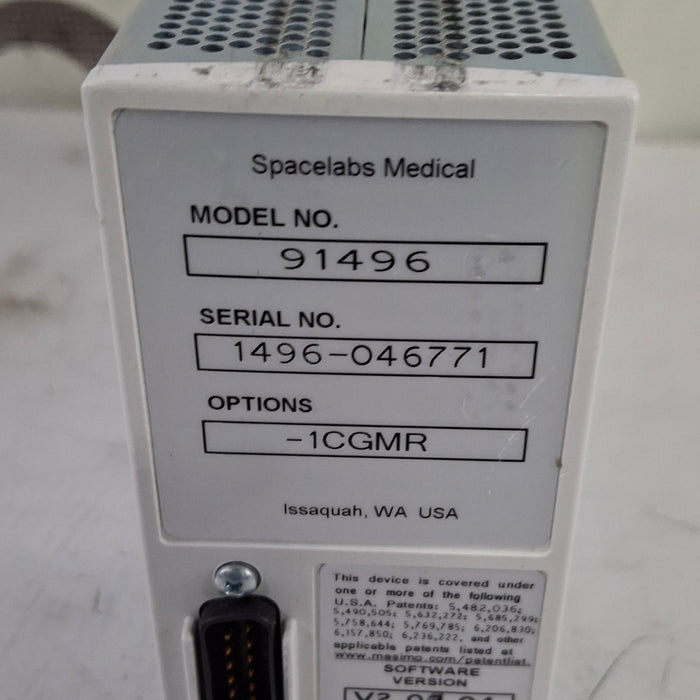 Spacelabs Medical
MODEL NO.
91496
SERIAL NO.
1496-046771
OPTIONS
-1CGMR
Issaquah, WA USA
This device is covered under
one or more of the following
U.S.A. Patents: 5,482,036;
5,490,505; 5,632,272; 5,685,299;
5,758,644; 5,769,785; 6,206,830;
6,157,850; 6,236,222, and other
applicable patents listed at
www.masimo.com/patentlist.
SOFTWARE
VERSION